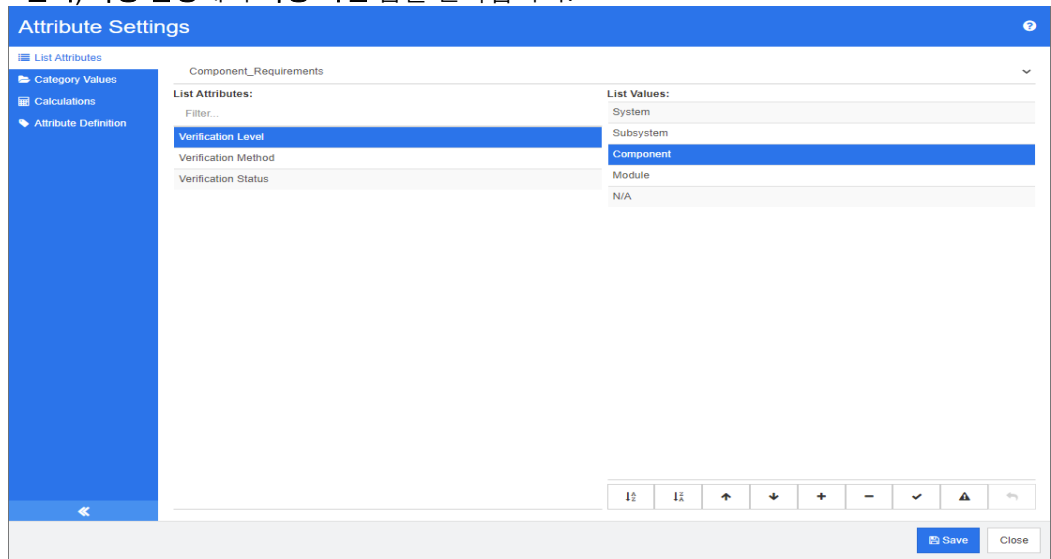 Attribute Settings
List Attributes
Category Values
Calculations
Attribute Definition
Component_Requirements
List Attributes:
Filter...
Verification Level
Verification Method
Verification Status
List Values:
System
Subsystem
Component
Module
N/A
Save
Close